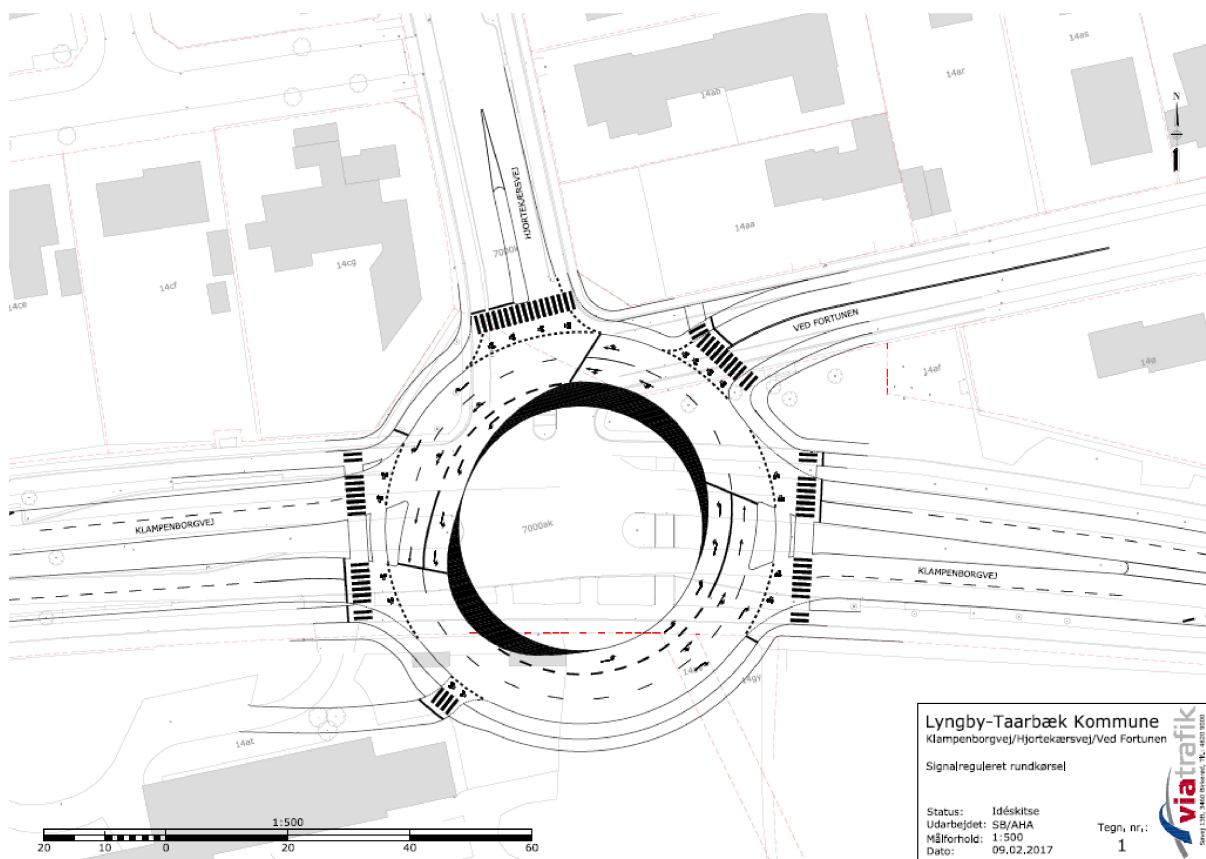 14as
14ar
14ab
N
HJORTEKÆRSVEJ
14aa
7000k
14cg
14cf
14ce
VED FORTUNEN
14af
14ø
KLAMPENBORGVEJ
7000ak
KLAMPENBORGVEJ
14gy
14at
Lyngby-Taarbæk Kommune
Klampenborgvej/Hjortekærsvej/Ved Fortunen
Signalreguleret rundkørsel
Status: Idéskitse
Udarbejdet: SB/AHA
Målforhold: 1:500
Dato: 09.02.2017
Tegn. nr.:
1
viatrafik
1:500
20 10 0 20 40 60